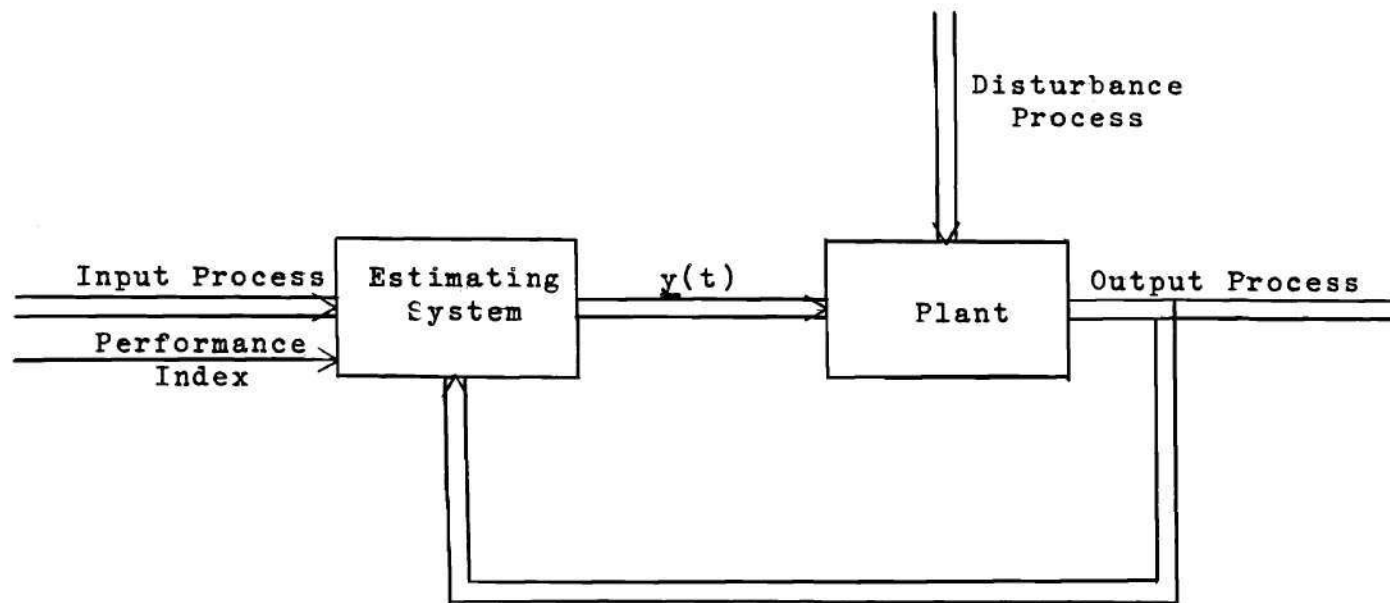 Disturbance
Process
Input Process
Estimating
System
y(t)
Output Process
Plant
Performance
Index